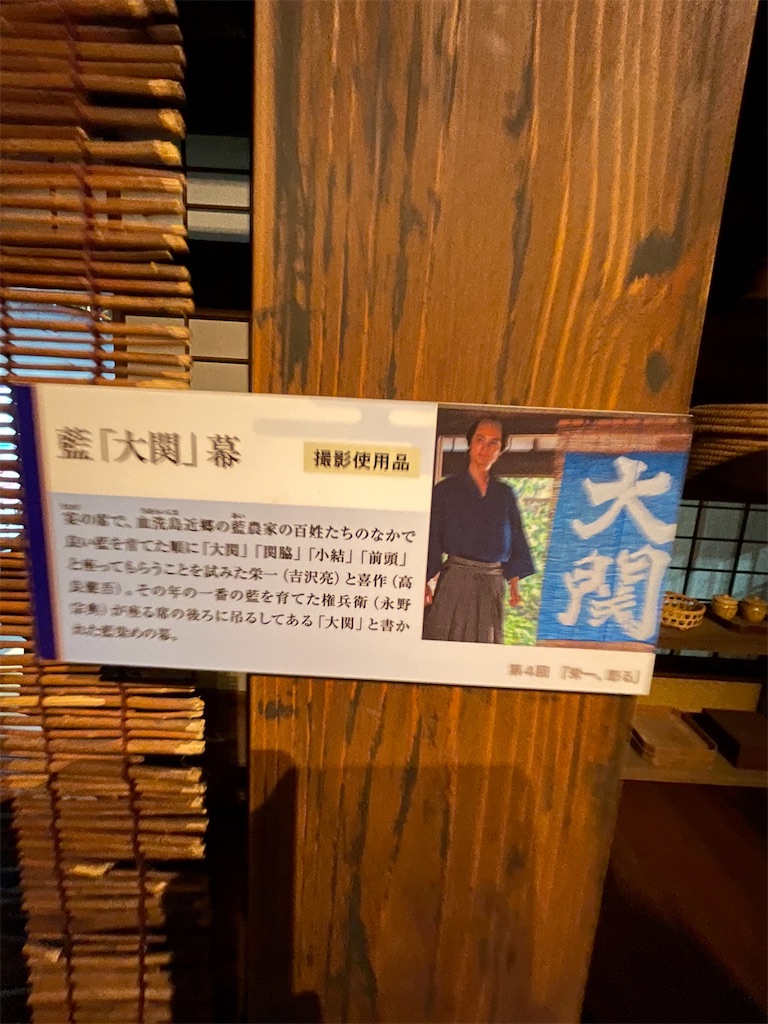 藍「大関」幕
撮影使用品
宴の幕で、血洗島近郷の藍農家の百姓たちのなかで
良い藍を育てた順に「大関」「関脇」「小結」「前頭」
と座ってもらうことを試みた栄一（吉沢亮）と喜作（高
良健吾）。その年の一番の藍を育てた権兵衛（永野
宗典）が座る席の後ろに吊るしてある「大関」と書か
れた藍染めの幕。
大関
第4回 「栄一、怒る」